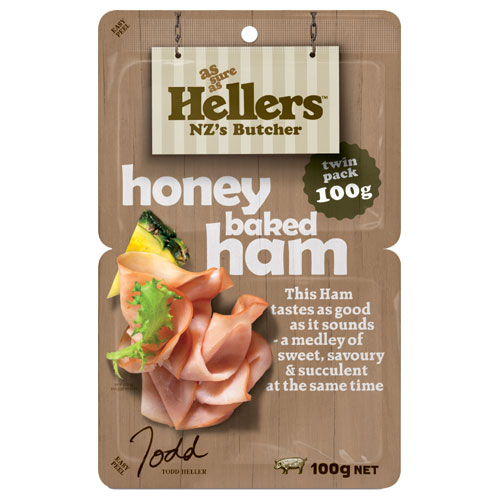 EASY PEEL
as sure as
Hellers™
NZ's Butcher
twin
pack
100g
honey
baked
ham
This Ham
tastes as good
as it sounds
- a medley of
sweet, savoury
& succulent
at the same time
Todd
TODD HELLER
EASY PEEL
100g NET